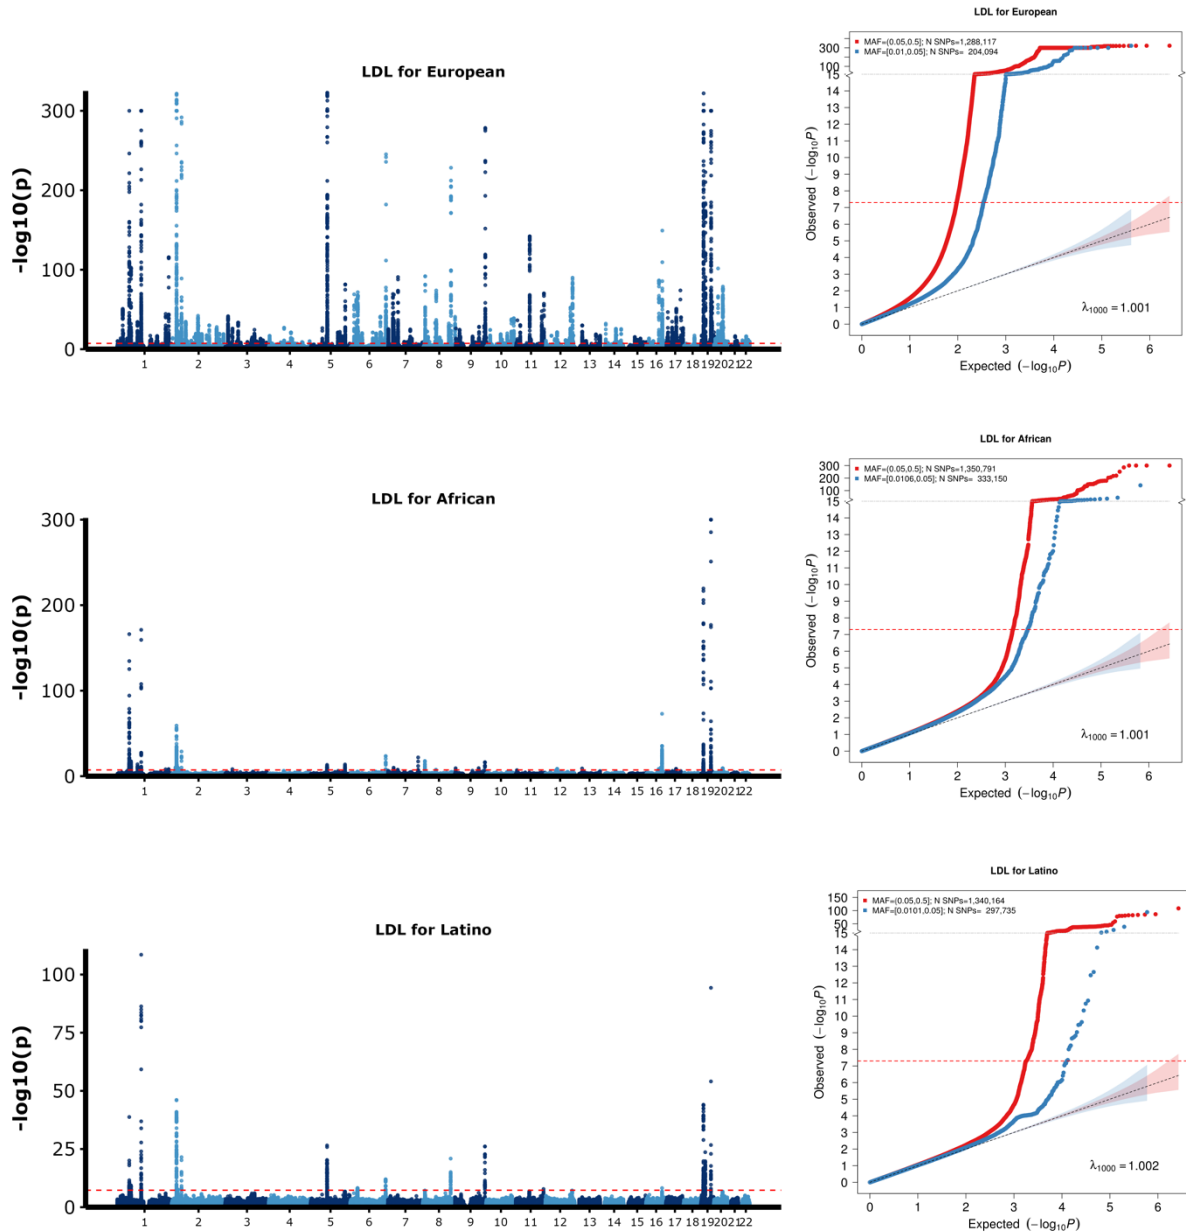 LDL for European
-log10(p)
300
200
100
0
1 2 3 4 5 6 7 8 9 10 11 12 13 14 15 16 17 18 19 20 21 22
LDL for European
MAF=(0.05,0.5]; N SNPs=1,288,117
MAF=[0.01,0.05]; N SNPs= 204,094
Observed (−log10P)
300
100
15
14
13
12
11
10
9
8
7
6
5
4
3
2
1
0
λ1000 = 1.001
0 1 2 3 4 5 6
Expected (−log10P)
LDL for African
-log10(p)
300
200
100
0
1 2 3 4 5 6 7 8 9 10 11 12 13 14 15 16 17 18 19 20 21 22
LDL for African
MAF=(0.05,0.5]; N SNPs=1,350,791
MAF=[0.0106,0.05]; N SNPs= 333,150
Observed (−log10P)
300
200
100
15
14
13
12
11
10
9
8
7
6
5
4
3
2
1
0
λ1000 = 1.001
0 1 2 3 4 5 6
Expected (−log10P)
LDL for Latino
-log10(p)
100
75
50
25
0
1 2 3 4 5 6 7 8 9 10 11 12 13 14 15 16 17 18 19 20 21 22
LDL for Latino
MAF=(0.05,0.5]; N SNPs=1,340,164
MAF=[0.0101,0.05]; N SNPs= 297,735
Observed (−log10P)
150
100
50
15
14
13
12
11
10
9
8
7
6
5
4
3
2
1
0
λ1000 = 1.002
0 1 2 3 4 5 6
Expected (−log10P)